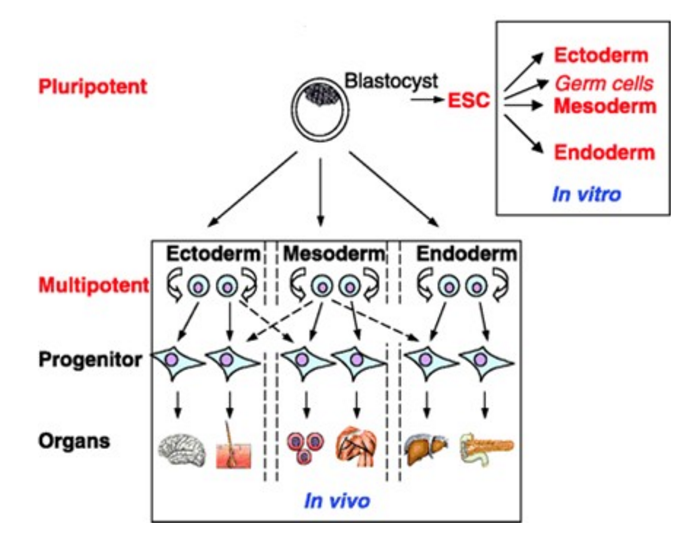 Pluripotent
Blastocyst
ESC
Ectoderm
Germ cells
Mesoderm
Endoderm
In vitro
Ectoderm Mesoderm Endoderm
Multipotent
Progenitor
Organs
In vivo